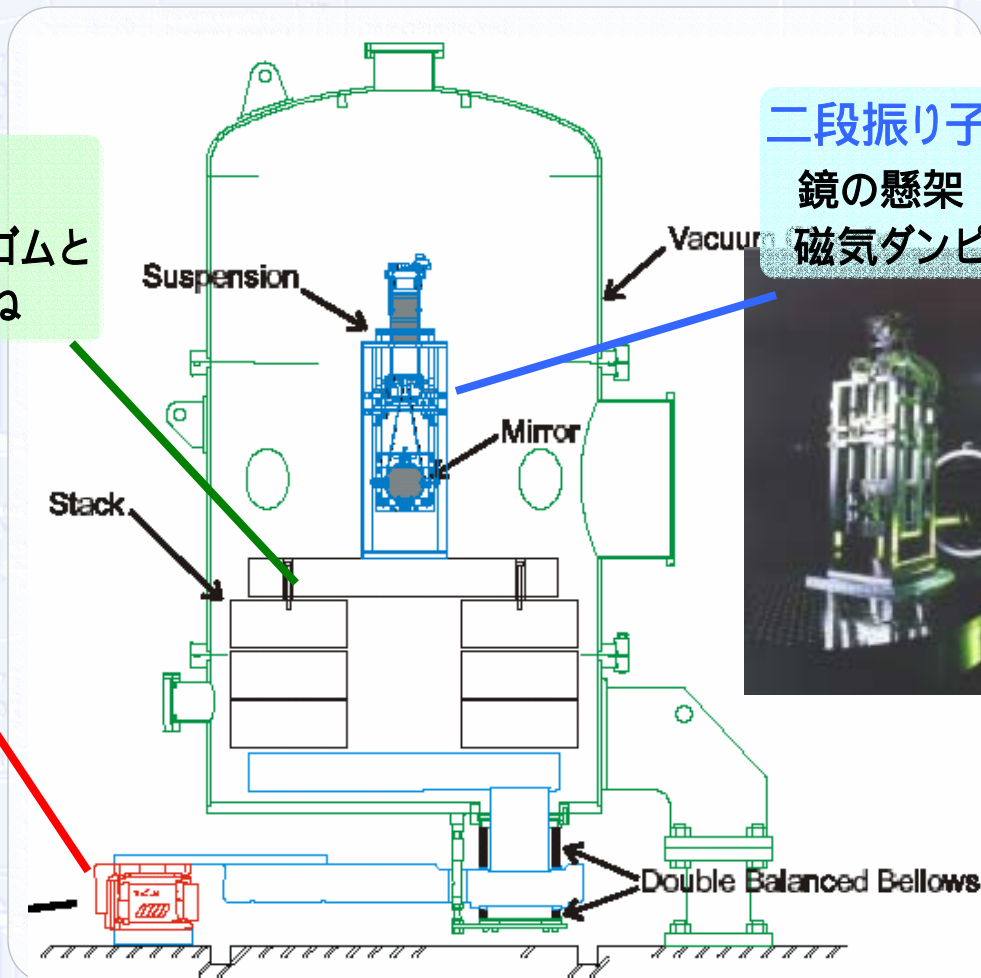 二段振り子
鏡の懸架
磁気ダンピ
ゴムと
ね
Vacuum
Suspension
Mirror
Stack
Double Balanced Bellows